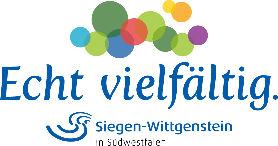 Echt vielfältig.
Siegen-Wittgenstein
in Südwestfalen